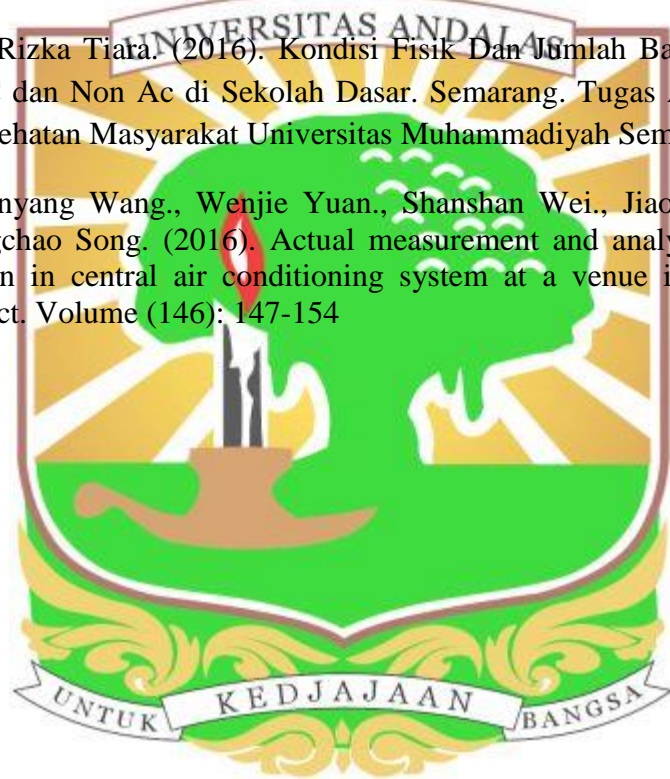 UNIVERSITAS ANDALAS
Rizka Tiara. (2016). Kondisi Fisik Dan Jumlah Ba
dan Non Ac di Sekolah Dasar. Semarang. Tugas
ehatan Masyarakat Universitas Muhammadiyah Sem
nyang Wang., Wenjie Yuan., Shanshan Wei., Jiao
gchao Song. (2016). Actual measurement and analy
n in central air conditioning system at a venue i
ct. Volume (146): 147-154
UNTUK KEDJAJAAN BANGSA